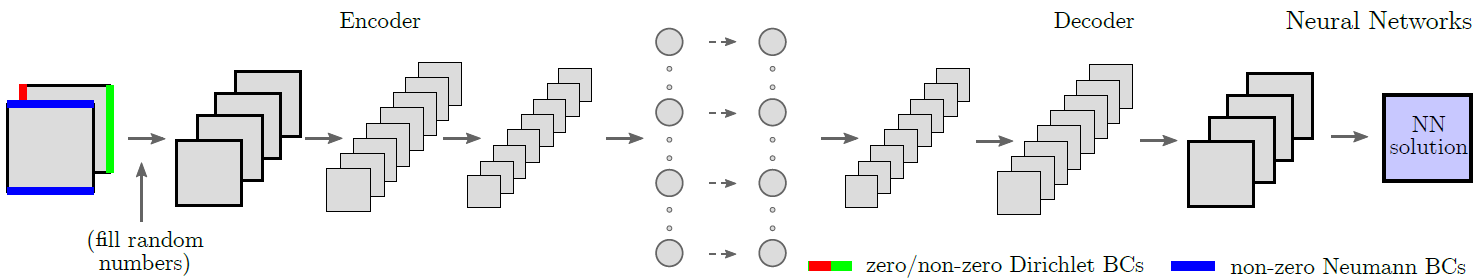 Encoder
Decoder
Neural Networks
NN
solution
(fill random
numbers)
zero/non-zero Dirichlet BCs
non-zero Neumann BCs